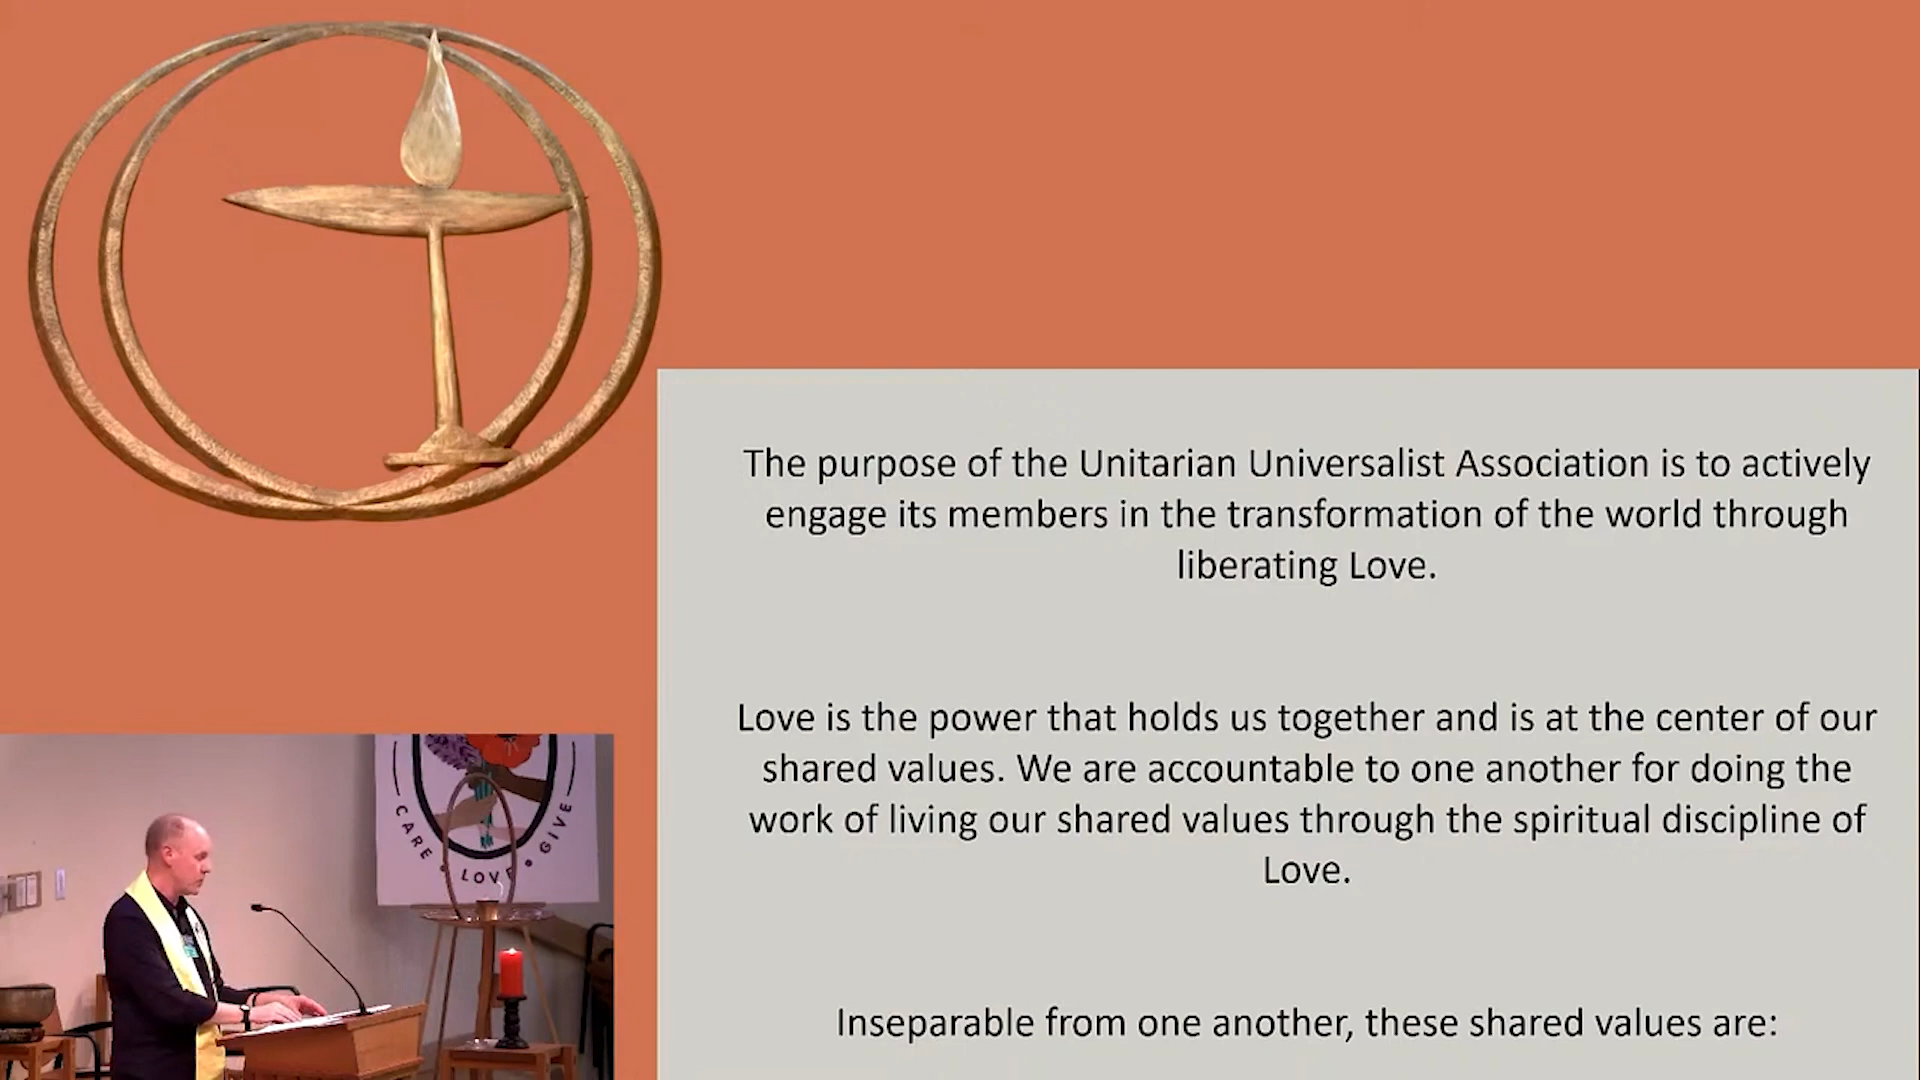 The purpose of the Unitarian Universalist Association is to actively
engage its members in the transformation of the world through
liberating Love.
Love is the power that holds us together and is at the center of our
shared values. We are accountable to one another for doing the
work of living our shared values through the spiritual discipline of
Love.
Inseparable from one another, these shared values are:
CARE • LOVE • GIVE